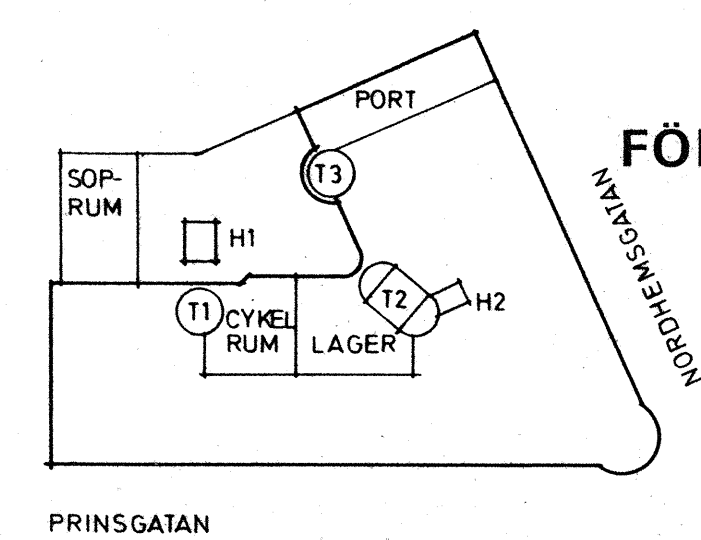 PORT
FÖ
SOP-
RUM
T3
NORDHEMSGATAN
H1
T1
CYKEL
RUM
LAGER
T2
H2
PRINSGATAN